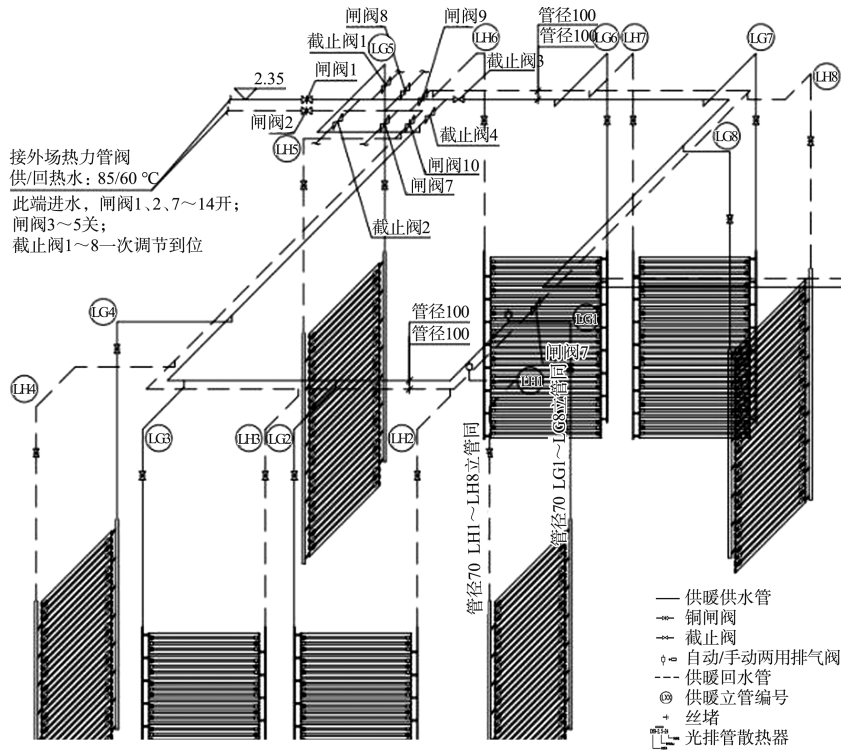 闸阀8
闸阀9
管径100
管径100
截止阀1
LG5
LH6
LG6
LH7
LG7
截止阀3
闸阀1
2.35
LH8
闸阀2
LH5
截止阀4
LG8
闸阀10
闸阀7
接外场热力管阀
供/回热水：85/60 ℃
此端进水，闸阀1、2、7～14开；
闸阀3～5关；
截止阀1～8一次调节到位
截止阀2
LG4
管径100
管径100
LG1
闸阀7
LH4
LH1
LG3
LH3
LG2
LH2
管径70 LH1～LH8立管同
管径70 LG1～LG8立管同
供暖供水管
铜闸阀
截止阀
自动/手动两用排气阀
供暖回水管
供暖立管编号
丝堵
光排管散热器